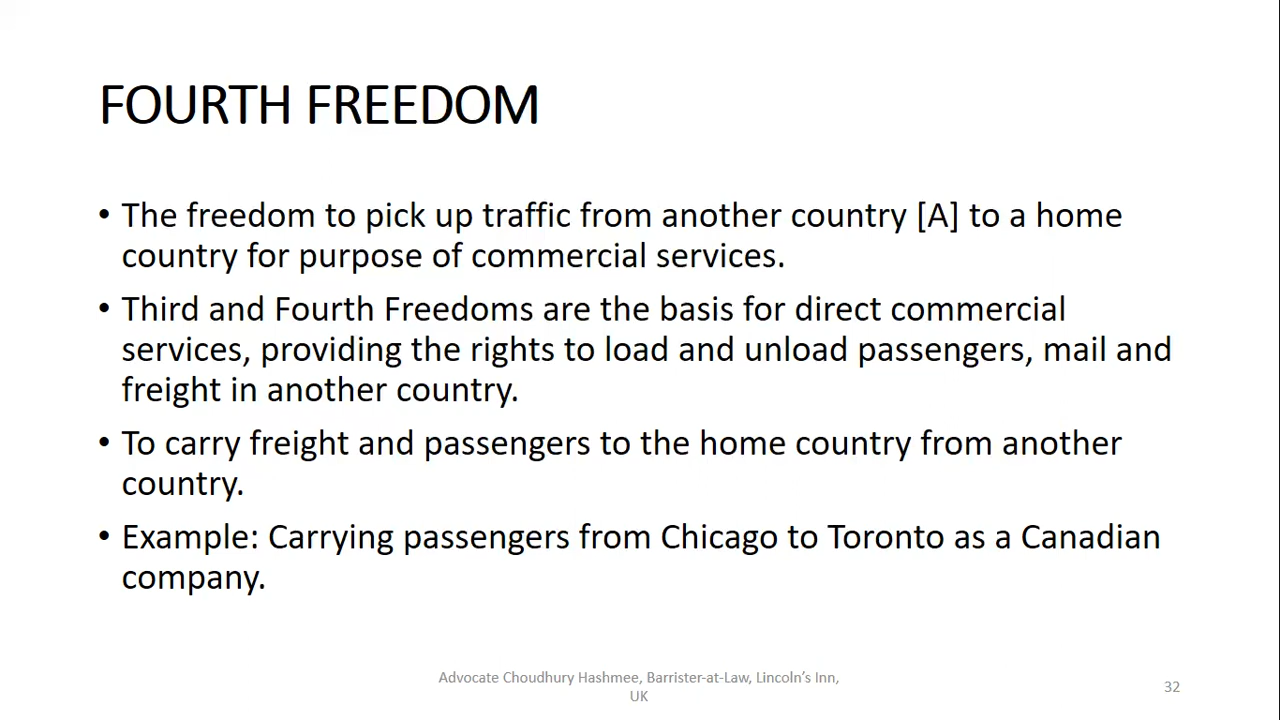 FOURTH FREEDOM
• The freedom to pick up traffic from another country [A] to a home
country for purpose of commercial services.
• Third and Fourth Freedoms are the basis for direct commercial
services, providing the rights to load and unload passengers, mail and
freight in another country.
• To carry freight and passengers to the home country from another
country.
• Example: Carrying passengers from Chicago to Toronto as a Canadian
company.
Advocate Choudhury Hashmee, Barrister-at-Law, Lincoln’s Inn,
UK
32